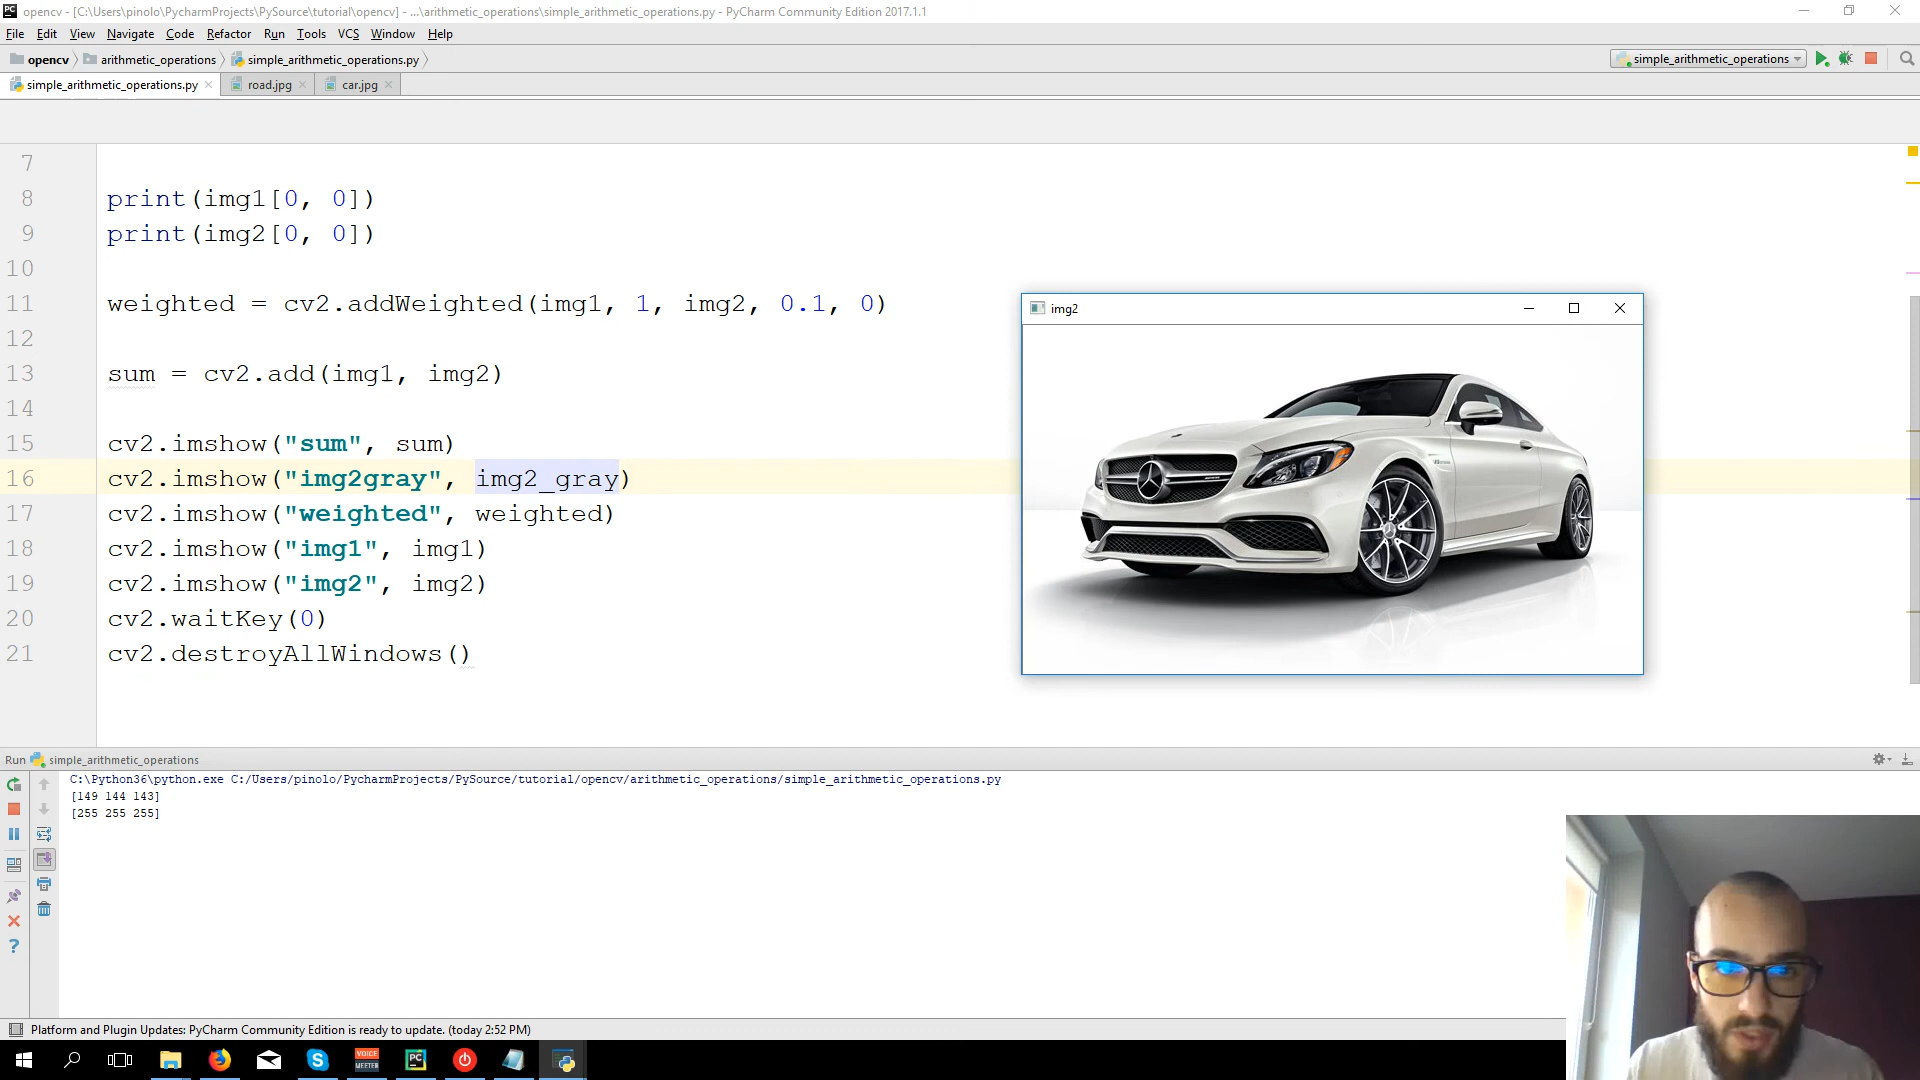 opencv - [C:\Users\pinolo\PycharmProjects\PySource\tutorial\opencv] - ...\arithmetic_operations\simple_arithmetic_operations.py - PyCharm Community Edition 2017.1.1
File Edit View Navigate Code Refactor Run Tools VCS Window Help
opencv arithmetic_operations simple_arithmetic_operations.py simple_arithmetic_operations
simple_arithmetic_operations.py road.jpg car.jpg
7
8 print(img1[0, 0])
9 print(img2[0, 0])
10
11 weighted = cv2.addWeighted(img1, 1, img2, 0.1, 0)
12
13 sum = cv2.add(img1, img2)
14
15 cv2.imshow("sum", sum)
16 cv2.imshow("img2gray", img2_gray)
17 cv2.imshow("weighted", weighted)
18 cv2.imshow("img1", img1)
19 cv2.imshow("img2", img2)
20 cv2.waitKey(0)
21 cv2.destroyAllWindows()
img2
Run simple_arithmetic_operations
C:\Python36\python.exe C:/Users/pinolo/PycharmProjects/PySource/tutorial/opencv/arithmetic_operations/simple_arithmetic_operations.py
[149 144 143]
[255 255 255]
Platform and Plugin Updates: PyCharm Community Edition is ready to update. (today 2:52 PM)
VOICE
MEETER
PC